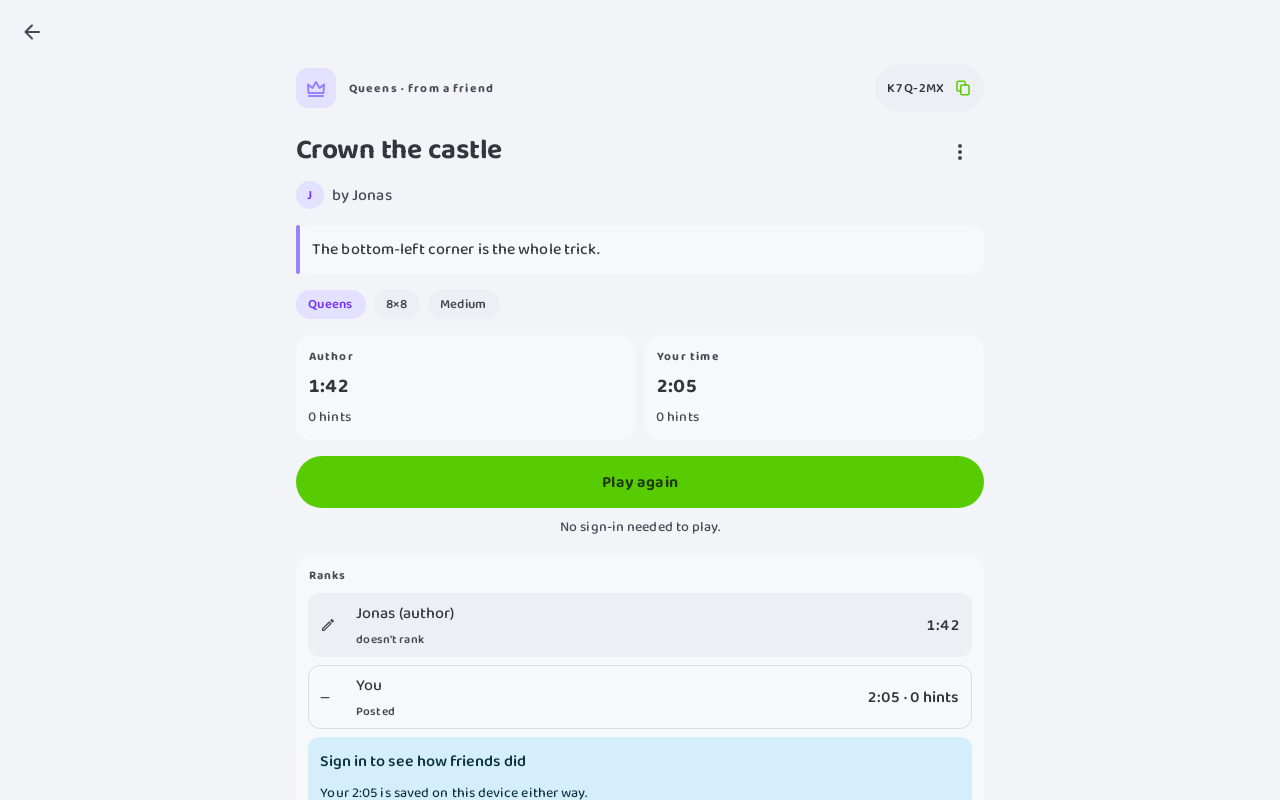 Queens · from a friend
K7Q-2MX
Crown the castle
J
by Jonas
The bottom-left corner is the whole trick.
Queens
8×8
Medium
Author
1:42
0 hints
Your time
2:05
0 hints
Play again
No sign-in needed to play.
Ranks
Jonas (author)
doesn't rank
1:42
–
You
Posted
2:05 · 0 hints
Sign in to see how friends did
Your 2:05 is saved on this device either way.